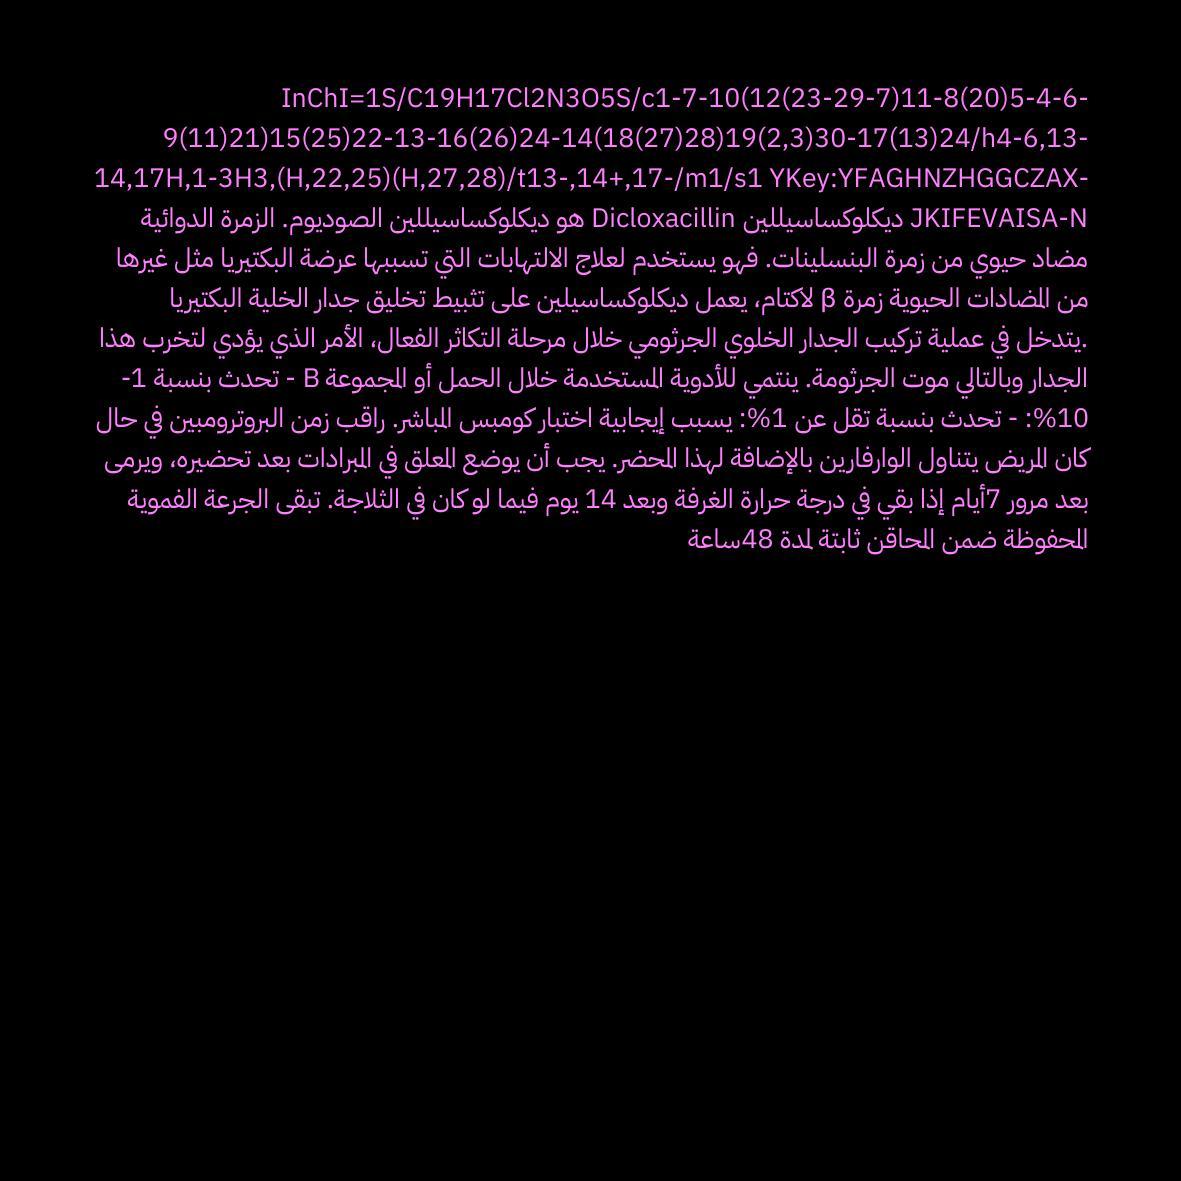 InChI=1S/C19H17Cl2N3O5S/c1-7-10(12(23-29-7)11-8(20)5-4-6-
9(11)21)15(25)22-13-16(26)24-14(18(27)28)19(2,3)30-17(13)24/h4-6,13-
14,17H,1-3H3,(H,22,25)(H,27,28)/t13-,14+,17-/m1/s1 YKey:YFAGHNZHGGCZAX-
JKIFEVAISA-N ديكلوكساسيللين Dicloxacillin هو ديكلوكساسيللين الصوديوم. الزمرة الدوائية
مضاد حيوي من زمرة البنسلينات. فهو يستخدم لعلاج الالتهابات التي تسببها عرضة البكتيريا مثل غيرها
من المضادات الحيوية زمرة β لاكتام، يعمل ديكلوكساسيلين على تثبيط تخليق جدار الخلية البكتيريا
.يتدخل في عملية تركيب الجدار الخلوي الجرثومي خلال مرحلة التكاثر الفعال، الأمر الذي يؤدي لتخرب هذا
الجدار وبالتالي موت الجرثومة. ينتمي للأدوية المستخدمة خلال الحمل أو المجموعة B - تحدث بنسبة 1-
10%: - تحدث بنسبة تقل عن 1%: يسبب إيجابية اختبار كومبس المباشر. راقب زمن البروترومبين في حال
كان المريض يتناول الوارفارين بالإضافة لهذا المحضر. يجب أن يوضع المعلق في المبرادات بعد تحضيره، ويرمى
بعد مرور 7أيام إذا بقي في درجة حرارة الغرفة وبعد 14 يوم فيما لو كان في الثلاجة. تبقى الجرعة الفموية
المحفوظة ضمن المحاقن ثابتة لمدة 48ساعة